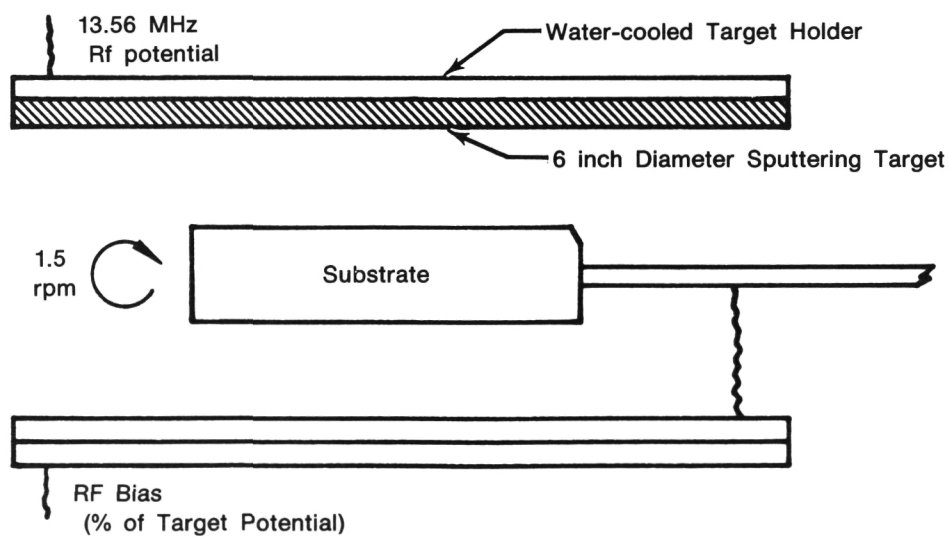 13.56 MHz
Rf potential
Water-cooled Target Holder
6 inch Diameter Sputtering Target
1.5
rpm
Substrate
RF Bias
(% of Target Potential)